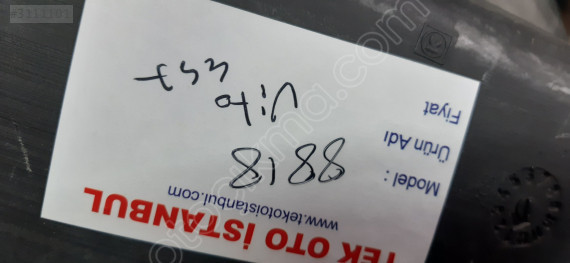 TEK OTO İSTANBUL
www.tekotoistanbul.com
Model : 8818
Ürün Adı Vito
Fiyat